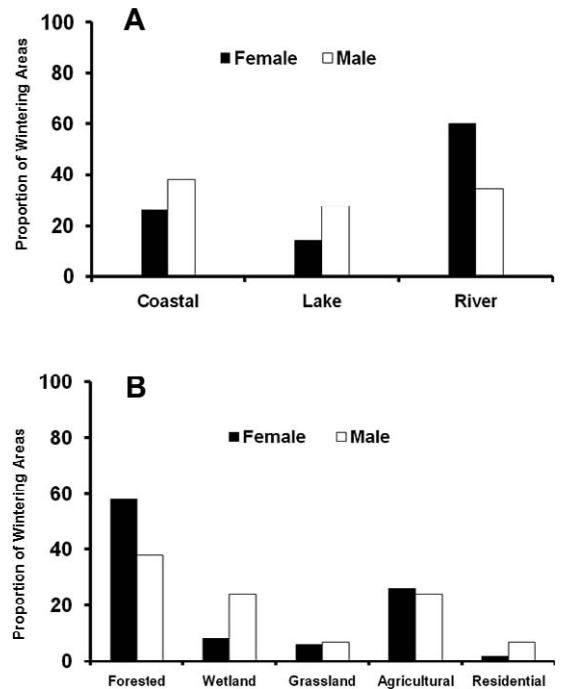 A
Female Male
Proportion of Wintering Areas
100
80
60
40
20
0
Coastal Lake River
B
Female Male
Proportion of Wintering Areas
100
80
60
40
20
0
Forested Wetland Grassland Agricultural Residential